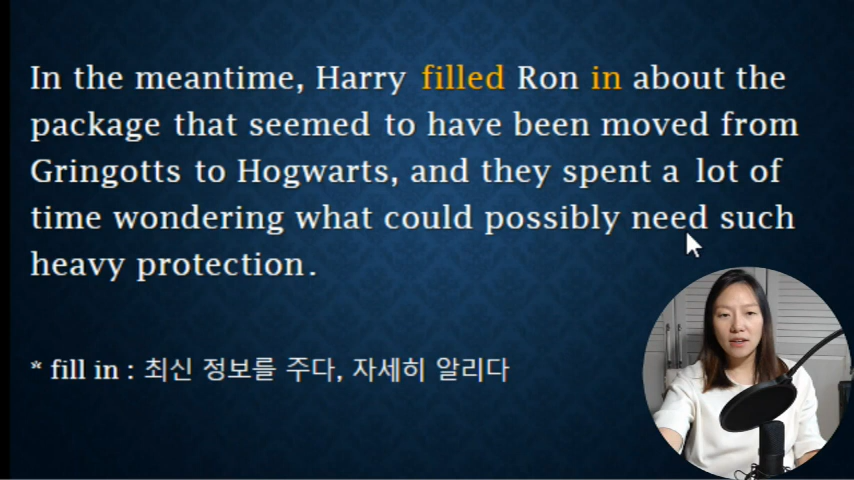 In the meantime, Harry filled Ron in about the
package that seemed to have been moved from
Gringotts to Hogwarts, and they spent a lot of
time wondering what could possibly need such
heavy protection.
* fill in : 최신 정보를 주다, 자세히 알리다